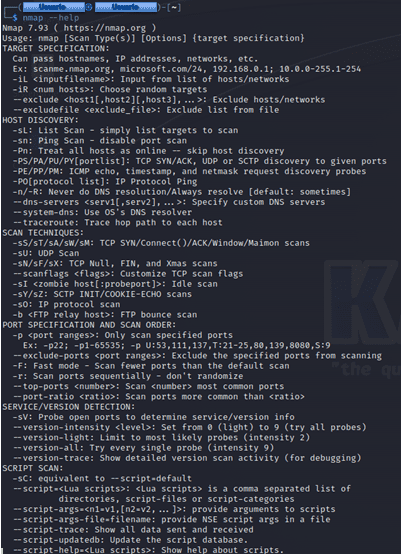 Usuario Usuario [~]
$ nmap --help
Nmap 7.93 ( https://nmap.org )
Usage: nmap [Scan Type(s)] [Options] {target specification}
TARGET SPECIFICATION:
Can pass hostnames, IP addresses, networks, etc.
Ex: scanme.nmap.org, microsoft.com/24, 192.168.0.1; 10.0.0-255.1-254
-iL <inputfilename>: Input from list of hosts/networks
-iR <num hosts>: Choose random targets
--exclude <host1[,host2][,host3],...>: Exclude hosts/networks
--excludefile <exclude_file>: Exclude list from file
HOST DISCOVERY:
-sL: List Scan - simply list targets to scan
-sn: Ping Scan - disable port scan
-Pn: Treat all hosts as online -- skip host discovery
-PS/PA/PU/PY[portlist]: TCP SYN/ACK, UDP or SCTP discovery to given ports
-PE/PP/PM: ICMP echo, timestamp, and netmask request discovery probes
-PO[protocol list]: IP Protocol Ping
-n/-R: Never do DNS resolution/Always resolve [default: sometimes]
--dns-servers <serv1[,serv2],...>: Specify custom DNS servers
--system-dns: Use OS's DNS resolver
--traceroute: Trace hop path to each host
SCAN TECHNIQUES:
-sS/sT/sA/sW/sM: TCP SYN/Connect()/ACK/Window/Maimon scans
-sU: UDP Scan
-sN/sF/sX: TCP Null, FIN, and Xmas scans
--scanflags <flags>: Customize TCP scan flags
-sI <zombie host[:probeport]>: Idle scan
-sY/sZ: SCTP INIT/COOKIE-ECHO scans
-sO: IP protocol scan
-b <FTP relay host>: FTP bounce scan
PORT SPECIFICATION AND SCAN ORDER:
-p <port ranges>: Only scan specified ports
Ex: -p22; -p1-65535; -p U:53,111,137,T:21-25,80,139,8080,S:9
--exclude-ports <port ranges>: Exclude the specified ports from scanning
-F: Fast mode - Scan fewer ports than the default scan
-r: Scan ports sequentially - don't randomize
"the qu
--top-ports <number>: Scan <number> most common ports
--port-ratio <ratio>: Scan ports more common than <ratio>
SERVICE/VERSION DETECTION:
-sV: Probe open ports to determine service/version info
--version-intensity <level>: Set from 0 (light) to 9 (try all probes)
--version-light: Limit to most likely probes (intensity 2)
--version-all: Try every single probe (intensity 9)
--version-trace: Show detailed version scan activity (for debugging)
SCRIPT SCAN:
-sC: equivalent to --script=default
--script=<Lua scripts>: <Lua scripts> is a comma separated list of
directories, script-files or script-categories
--script-args=<n1=v1,[n2=v2,...]>: provide arguments to scripts
--script-args-file=filename: provide NSE script args in a file
--script-trace: Show all data sent and received
--script-updatedb: Update the script database.
--script-help=<Lua scripts>: Show help about scripts.